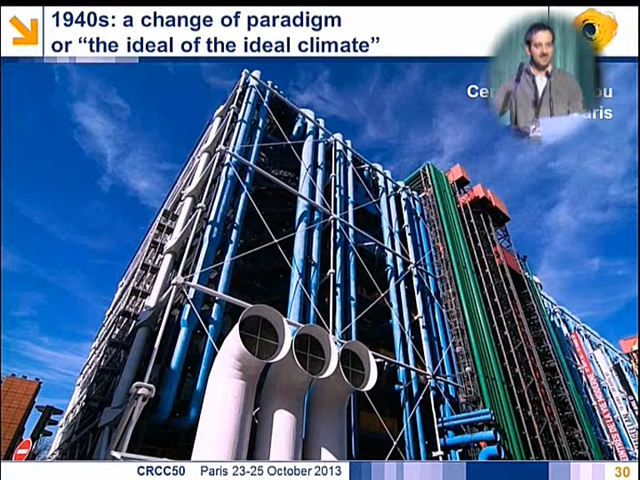 1940s: a change of paradigm
or “the ideal of the ideal climate”
CRCC50 Paris 23-25 October 2013
30